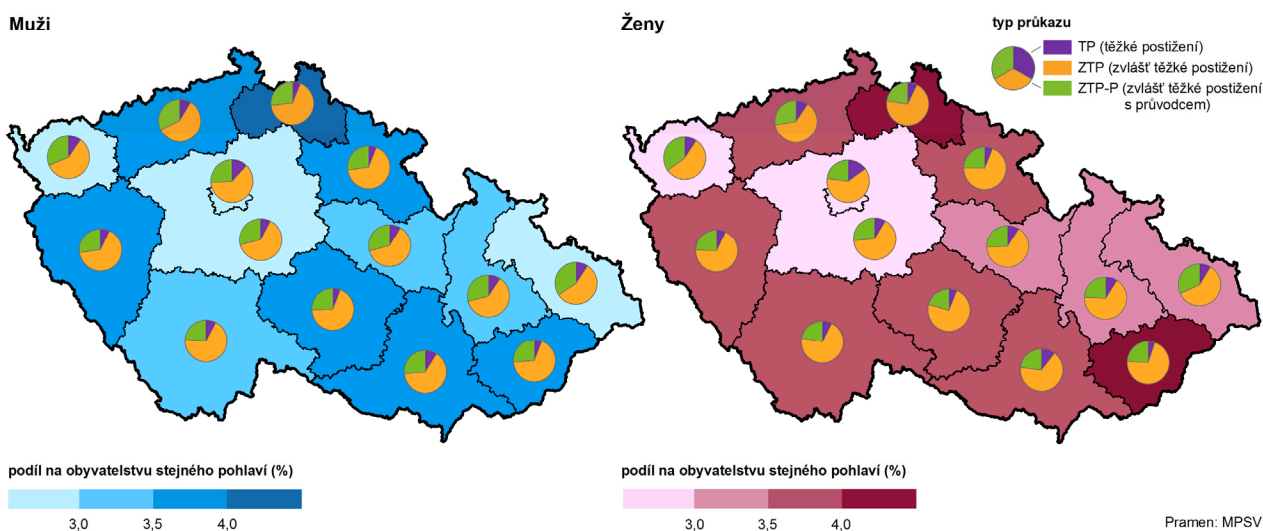 Muži
Ženy
typ průkazu
TP (těžké postižení)
ZTP (zvlášť těžké postižení)
ZTP-P (zvlášť těžké postižení
s průvodcem)
podíl na obyvatelstvu stejného pohlaví (%)
3,0 3,5 4,0
podíl na obyvatelstvu stejného pohlaví (%)
3,0 3,5 4,0
Pramen: MPSV